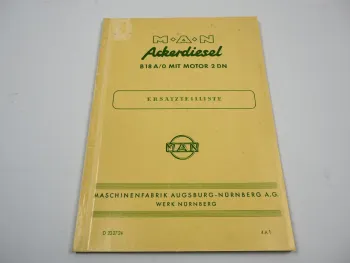 M·A·N
Ackerdiesel
B 18 A/0 MIT MOTOR 2 DN
ERSATZTEILLISTE
MAN
MASCHINENFABRIK AUGSBURG-NÜRNBERG A.G.
WERK NÜRNBERG